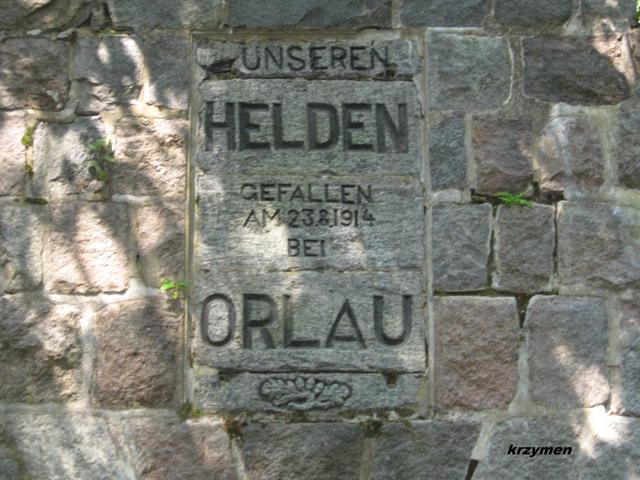 UNSEREN
HELDEN
GEFALLEN
AM 23.8.1914
BEI
ORLAU
krzymen